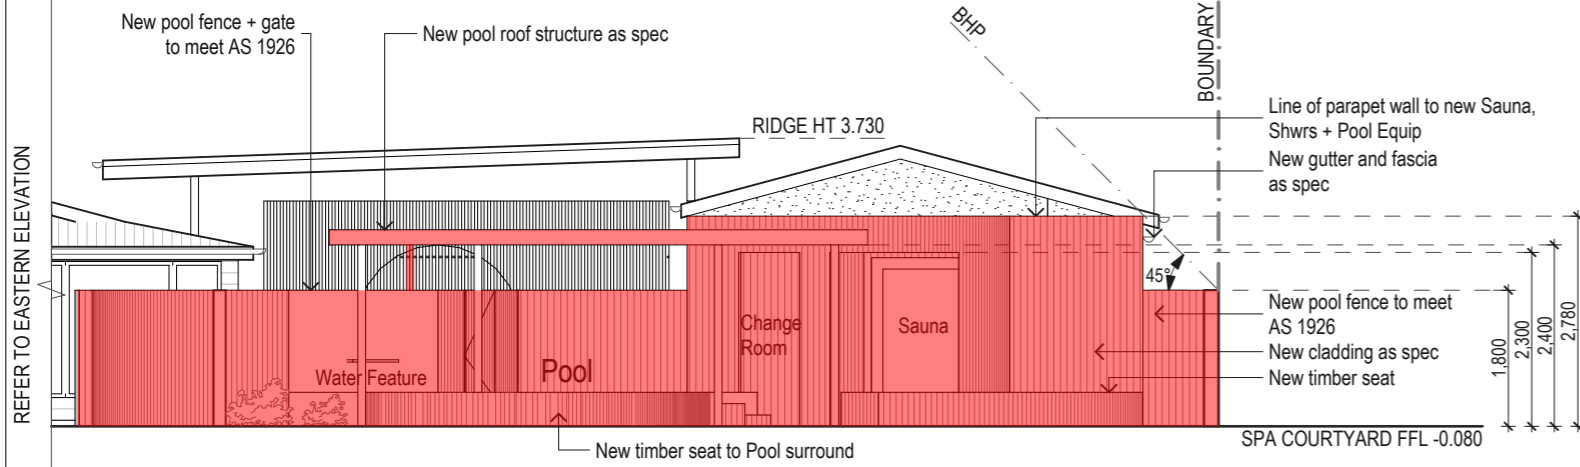 New pool fence + gate
to meet AS 1926
New pool roof structure as spec
BHP
BOUNDARY
RIDGE HT 3.730
Line of parapet wall to new Sauna,
Shwrs + Pool Equip
New gutter and fascia
as spec
REFER TO EASTERN ELEVATION
45°
Change
Room
Sauna
Water Feature
Pool
New pool fence to meet
AS 1926
New cladding as spec
New timber seat
1,800
2,300
2,400
2,780
New timber seat to Pool surround
SPA COURTYARD FFL -0.080